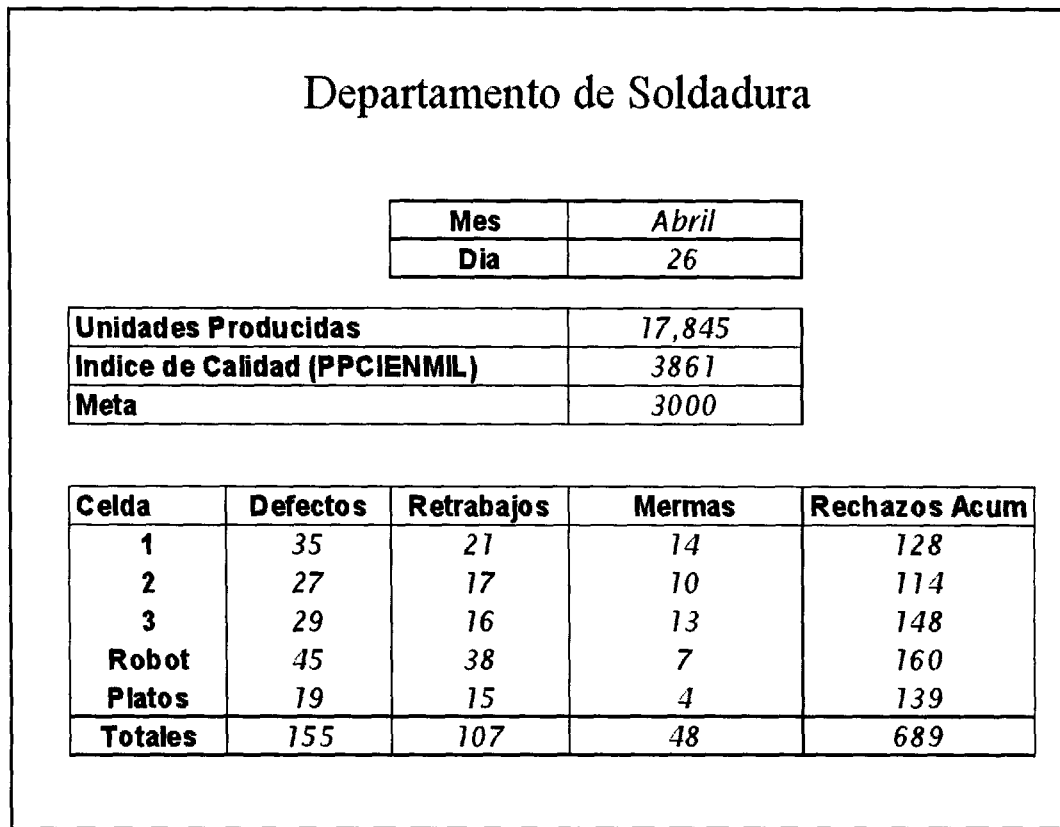 Departamento de Soldadura
Mes Abril
Dia 26
Unidades Producidas 17,845
Indice de Calidad (PPCIENMIL) 3861
Meta 3000
Celda Defectos Retrabajos Mermas Rechazos Acum
1 35 21 14 128
2 27 17 10 114
3 29 16 13 148
Robot 45 38 7 160
Platos 19 15 4 139
Totales 155 107 48 689